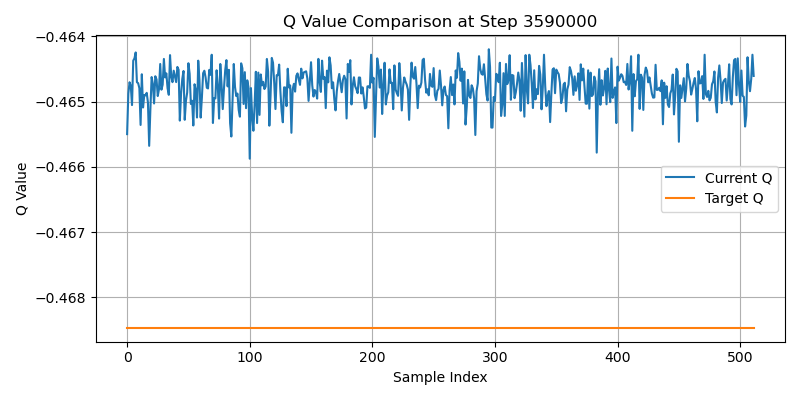 Q Value Comparison at Step 3590000
−0.464
−0.465
−0.466
−0.467
−0.468
Q Value
Current Q
Target Q
0 100 200 300 400 500
Sample Index